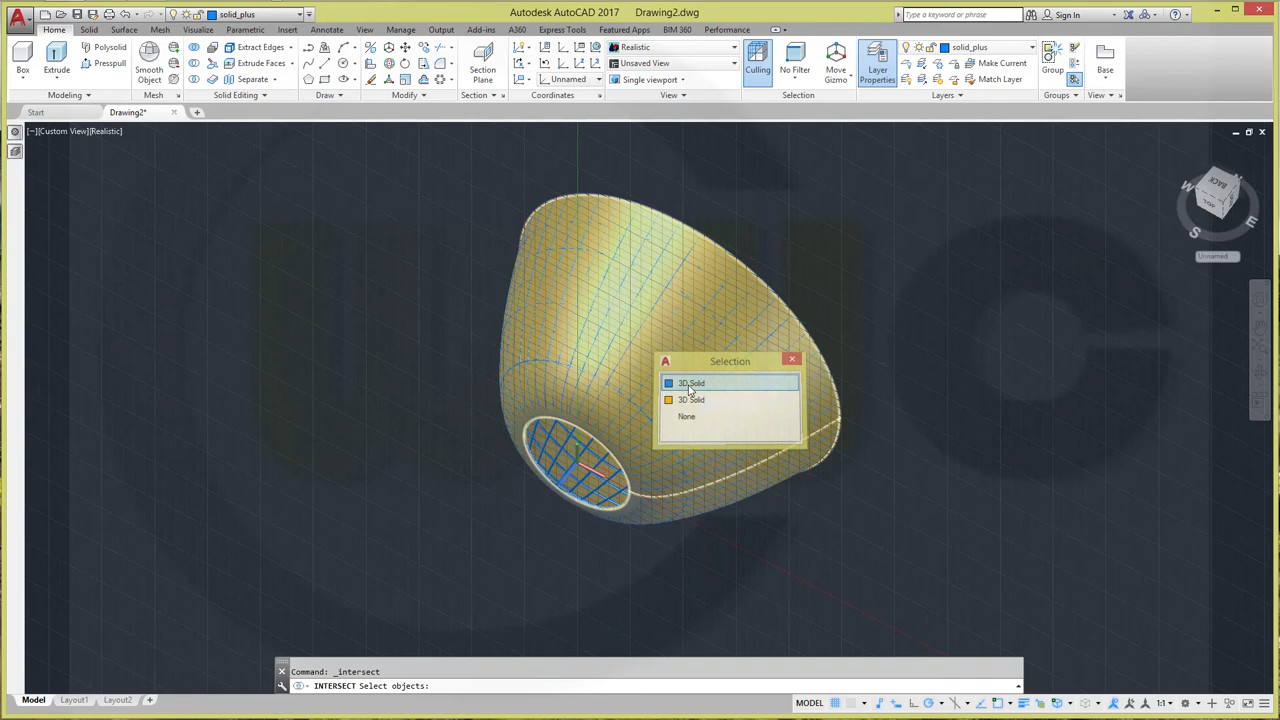 Autodesk AutoCAD 2017 Drawing2.dwg
solid_plus
Type a keyword or phrase
Sign In
Home Solid Surface Mesh Visualize Parametric Insert Annotate View Manage Output Add-ins A360 Express Tools Featured Apps BIM 360 Performance
Box
Extrude
Polysolid
Presspull
Smooth
Object
Extract Edges
Extrude Faces
Separate
Section
Plane
Unnamed
Realistic
Unsaved View
Single viewport
Culling
No Filter
Move
Gizmo
Layer
Properties
solid_plus
Make Current
Match Layer
Group
Base
Modeling Mesh Solid Editing Draw Modify Section Coordinates View Selection Layers Groups View
Start Drawing2*
[−][Custom View][Realistic]
BACK
TOP
W
N
E
S
Unnamed
Selection
3D Solid
3D Solid
None
Command: _intersect
INTERSECT Select objects:
Model Layout1 Layout2
MODEL
1:1